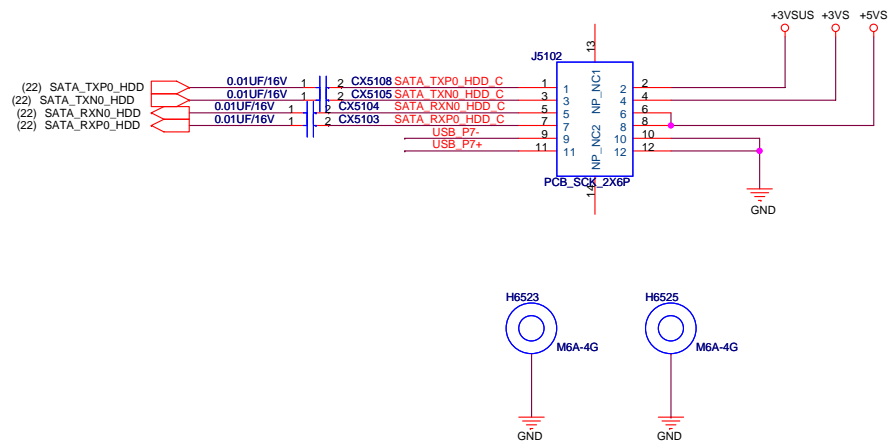 +3VSUS +3VS +5VS
13
J5102
(22) SATA_TXP0_HDD 0.01UF/16V 1 2 CX5108 SATA_TXP0_HDD_C 1 1 NP_NC1 2 2
(22) SATA_TXN0_HDD 0.01UF/16V 1 2 CX5105 SATA_TXN0_HDD_C 3 3 4 4
(22) SATA_RXN0_HDD 0.01UF/16V 1 2 CX5104 SATA_RXN0_HDD_C 5 5 6 6
(22) SATA_RXP0_HDD 0.01UF/16V 1 2 CX5103 SATA_RXP0_HDD_C 7 7 NP_NC2 8 8
USB_P7- 9 9 10 10
USB_P7+ 11 11 12 12
PCB_SCK_2X6P
14
GND
H6523 H6525
M6A-4G M6A-4G
GND GND